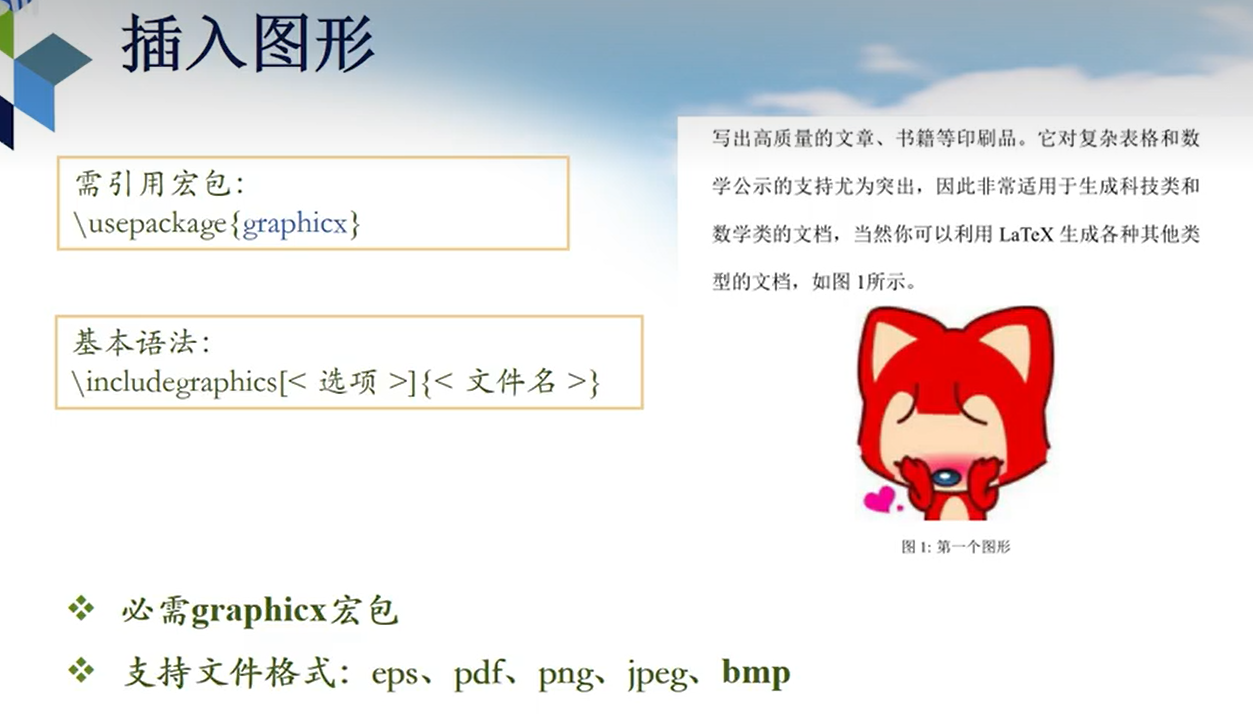 插入图形
需引用宏包：
\usepackage{graphicx}
基本语法：
\includegraphics[< 选项 >]{< 文件名 >}
写出高质量的文章、书籍等印刷品。它对复杂表格和数
学公示的支持尤为突出，因此非常适用于生成科技类和
数学类的文档，当然你可以利用 LaTeX 生成各种其他类
型的文档，如图 1所示。
图 1: 第一个图形
❖ 必需graphicx宏包
❖ 支持文件格式：eps、pdf、png、jpeg、bmp